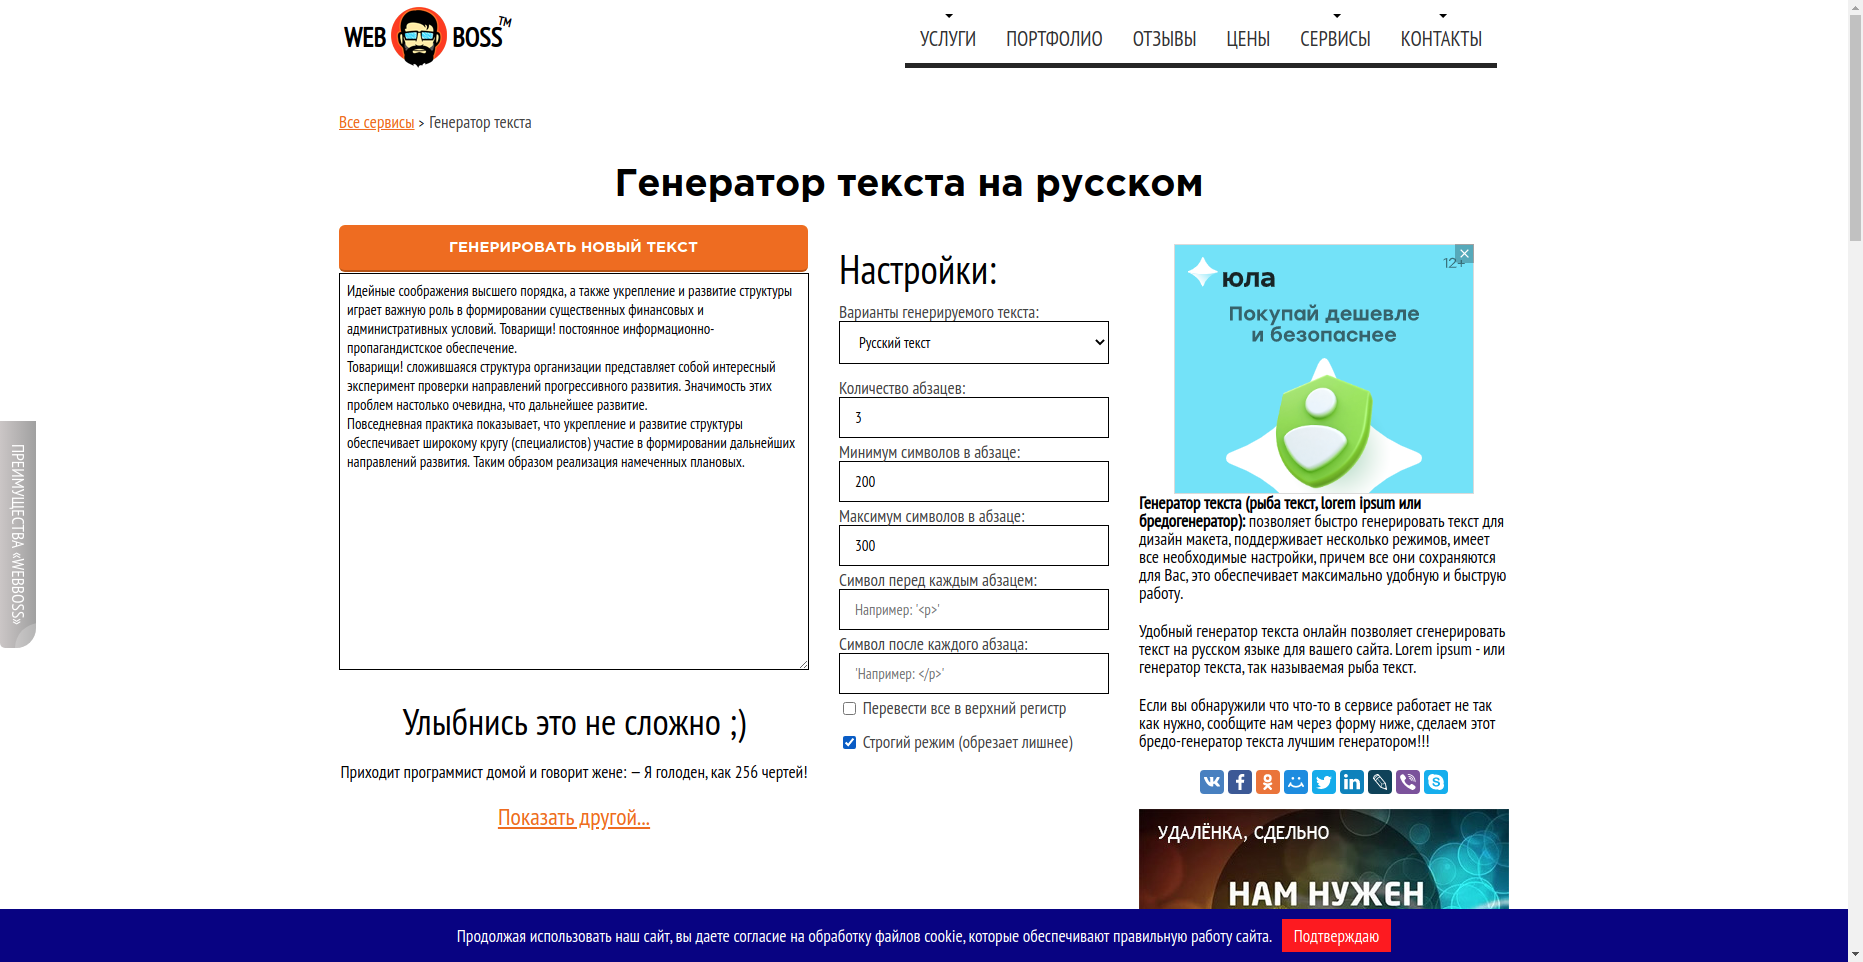 WEB BOSS TM
УСЛУГИ ПОРТФОЛИО ОТЗЫВЫ ЦЕНЫ СЕРВИСЫ КОНТАКТЫ
Все сервисы > Генератор текста
Генератор текста на русском
ГЕНЕРИРОВАТЬ НОВЫЙ ТЕКСТ
Идейные соображения высшего порядка, а также укрепление и развитие структуры
играет важную роль в формировании существенных финансовых и
административных условий. Товарищи! постоянное информационно-
пропагандистское обеспечение.
Товарищи! сложившаяся структура организации представляет собой интересный
эксперимент проверки направлений прогрессивного развития. Значимость этих
проблем настолько очевидна, что дальнейшее развитие.
Повседневная практика показывает, что укрепление и развитие структуры
обеспечивает широкому кругу (специалистов) участие в формировании дальнейших
направлений развития. Таким образом реализация намеченных плановых.
Улыбнись это не сложно ;)
Приходит программист домой и говорит жене: — Я голоден, как 256 чертей!
Показать другой...
Настройки:
Варианты генерируемого текста:
Русский текст
Количество абзацев:
3
Минимум символов в абзаце:
200
Максимум символов в абзаце:
300
Символ перед каждым абзацем:
Например: '<p>'
Символ после каждого абзаца:
'Например: </p>'
Перевести все в верхний регистр
Строгий режим (обрезает лишнее)
12+
юла
Покупай дешевле
и безопаснее
Генератор текста (рыба текст, lorem ipsum или
бредогенератор): позволяет быстро генерировать текст для
дизайн макета, поддерживает несколько режимов, имеет
все необходимые настройки, причем все они сохраняются
для Вас, это обеспечивает максимально удобную и быструю
работу.
Удобный генератор текста онлайн позволяет сгенерировать
текст на русском языке для вашего сайта. Lorem ipsum - или
генератор текста, так называемая рыба текст.
Если вы обнаружили что что-то в сервисе работает не так
как нужно, сообщите нам через форму ниже, сделаем этот
бредо-генератор текста лучшим генератором!!!
УДАЛЁНКА, СДЕЛЬНО
НАМ НУЖЕН
ПРЕИМУЩЕСТВА «WEBBOSS»
Продолжая использовать наш сайт, вы даете согласие на обработку файлов cookie, которые обеспечивают правильную работу сайта. Подтверждаю